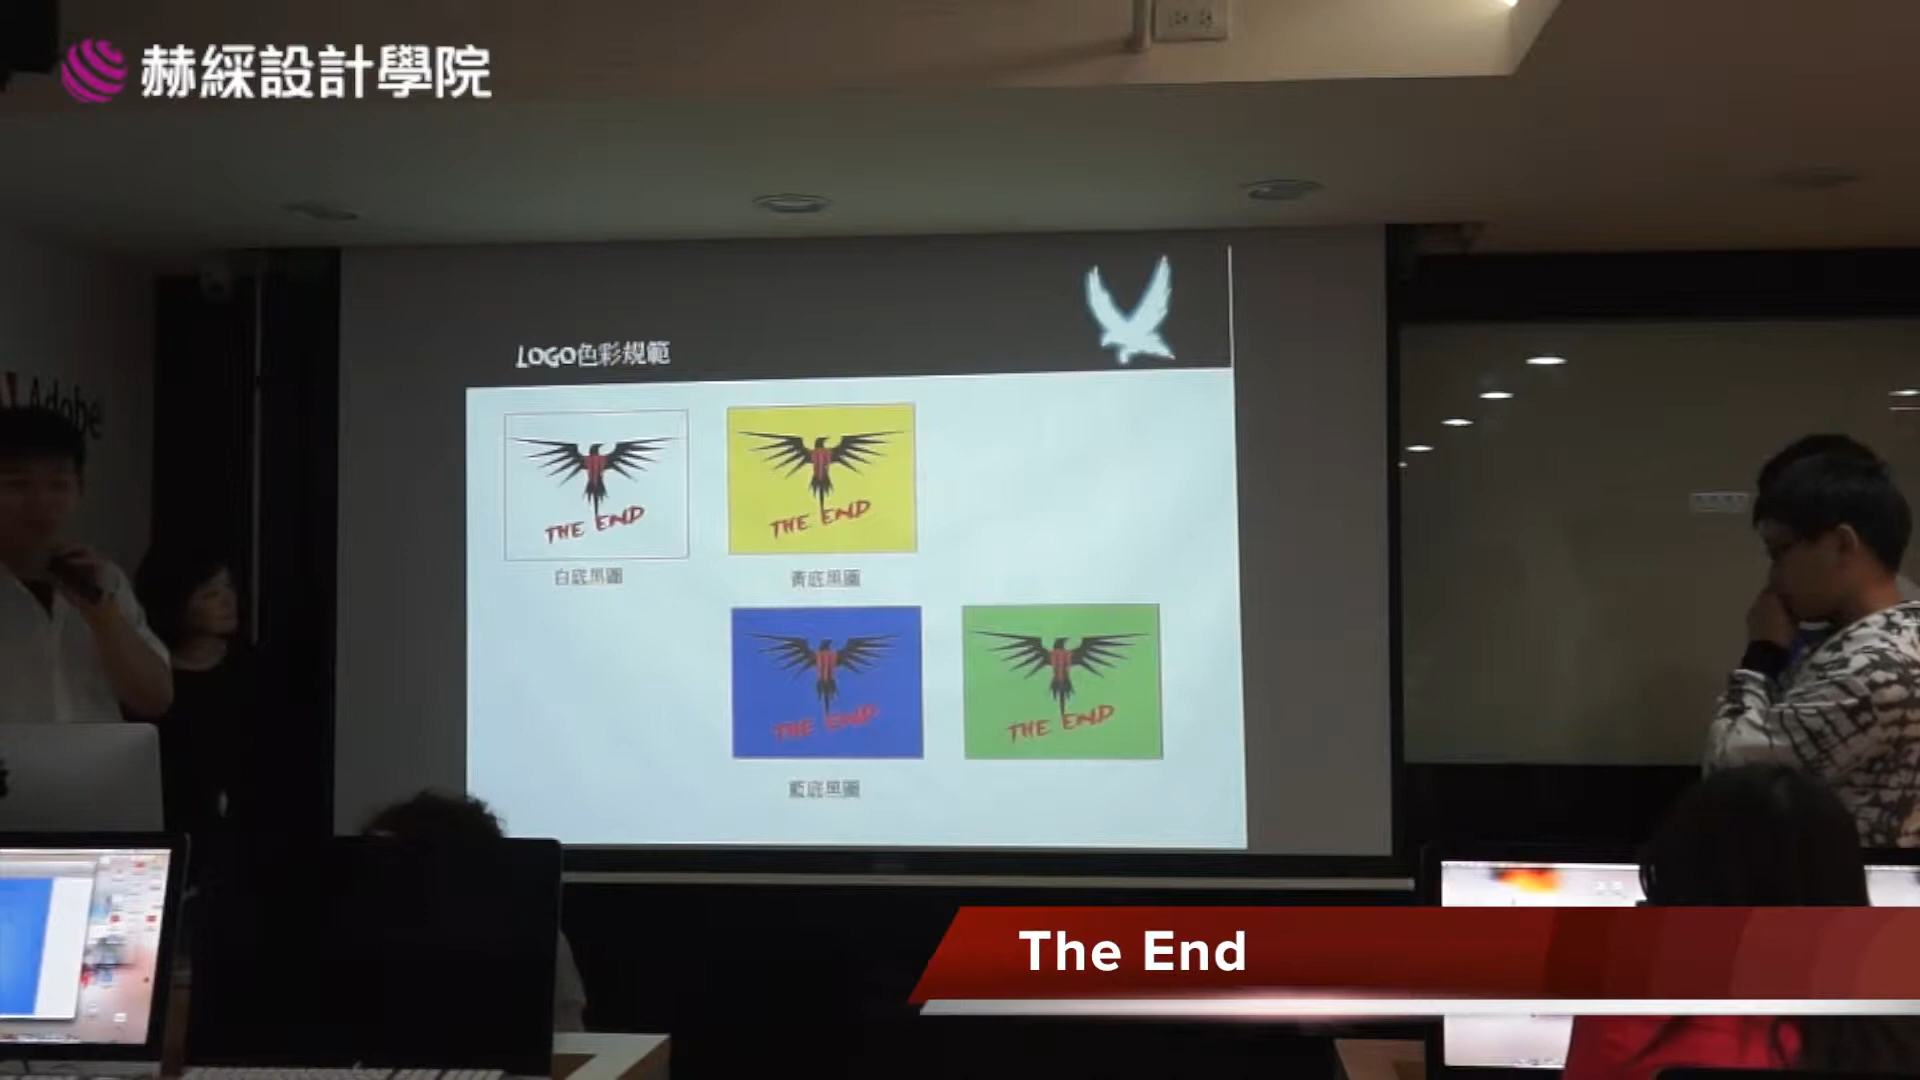 赫綵設計學院
Adobe
LOGO色彩規範
THE END
THE END
白底黑圖
黃底黑圖
THE END
THE END
藍底黑圖
The End